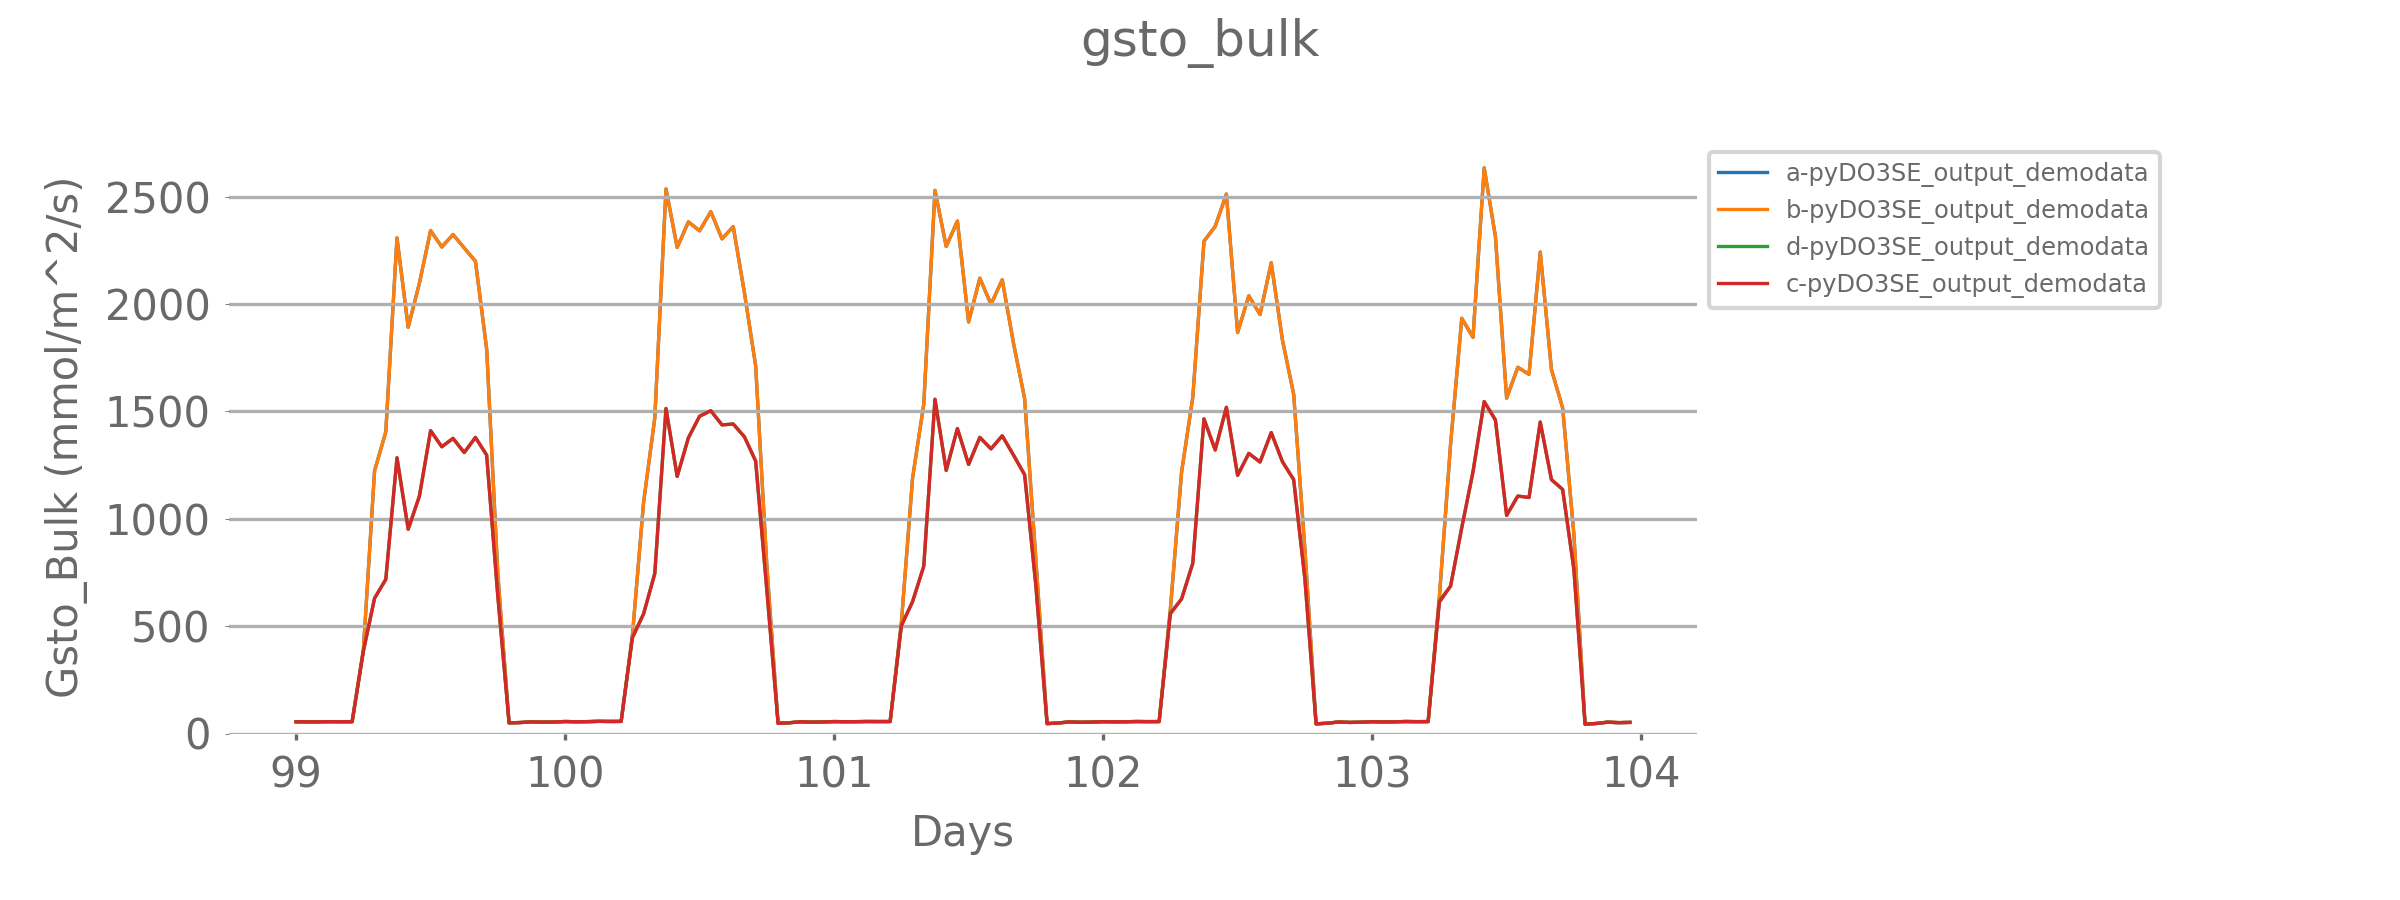 gsto_bulk
Gsto_Bulk (mmol/m^2/s)
2500
2000
1500
1000
500
0
99 100 101 102 103 104
Days
a-pyDO3SE_output_demodata
b-pyDO3SE_output_demodata
d-pyDO3SE_output_demodata
c-pyDO3SE_output_demodata